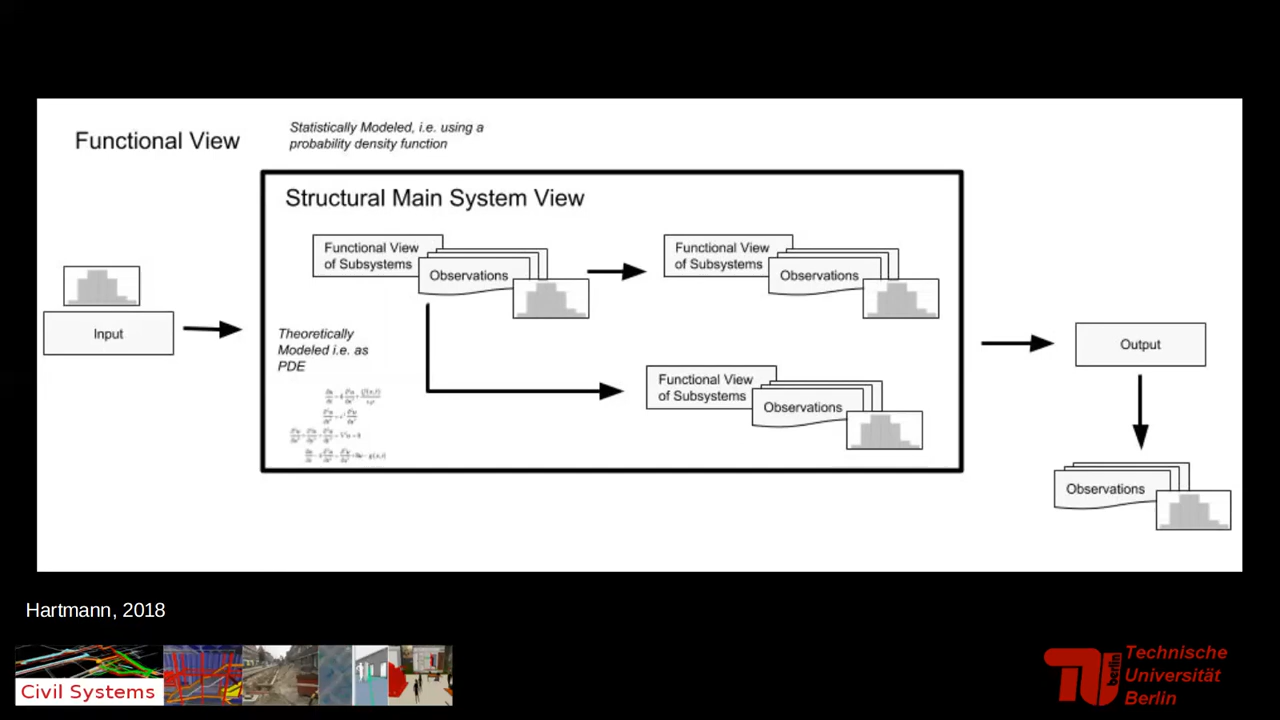 Functional View
Statistically Modeled, i.e. using a
probability density function
Structural Main System View
Functional View
of Subsystems
Observations
Functional View
of Subsystems
Observations
Input
Theoretically
Modeled i.e. as
PDE
Output
Functional View
of Subsystems
Observations
Observations
Hartmann, 2018
Civil Systems
berlin
Technische
Universität
Berlin